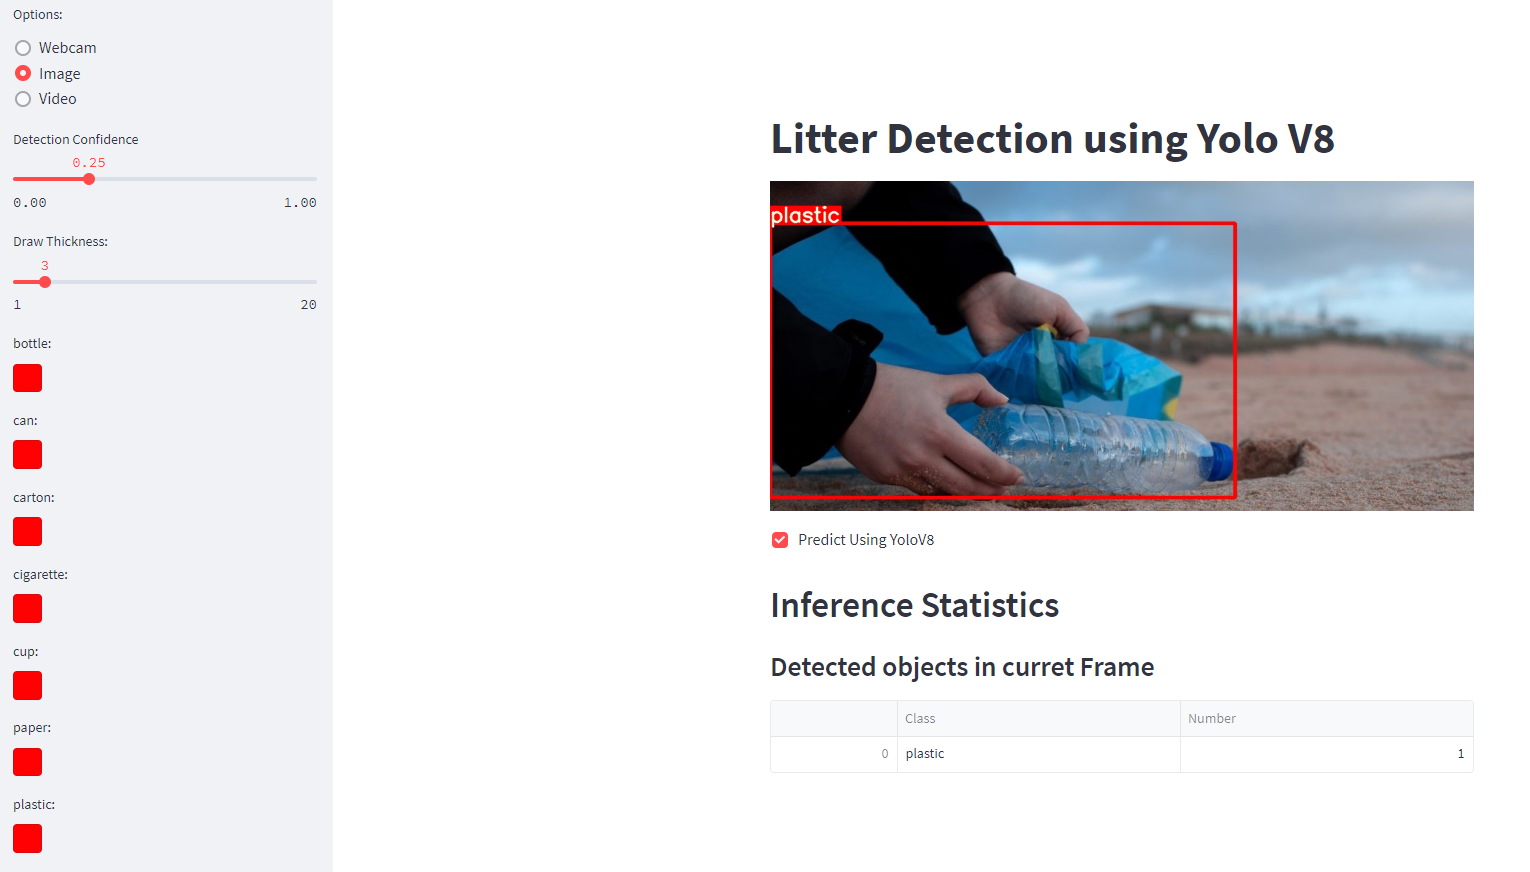 Options:
Webcam
Image
Video
Detection Confidence
0.25
0.00 1.00
Draw Thickness:
3
1 20
bottle:
can:
carton:
cigarette:
cup:
paper:
plastic:
Litter Detection using Yolo V8
plastic
Predict Using YoloV8
Inference Statistics
Detected objects in curret Frame
Class Number
0 plastic 1